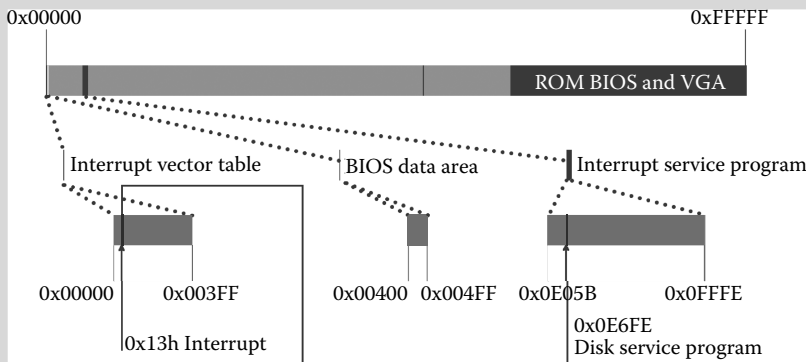 0x00000
0xFFFFF
ROM BIOS and VGA
Interrupt vector table
BIOS data area
Interrupt service program
0x00000
0x003FF
0x00400
0x004FF
0x0E05B
0x0FFFE
0x13h Interrupt
0x0E6FE
Disk service program